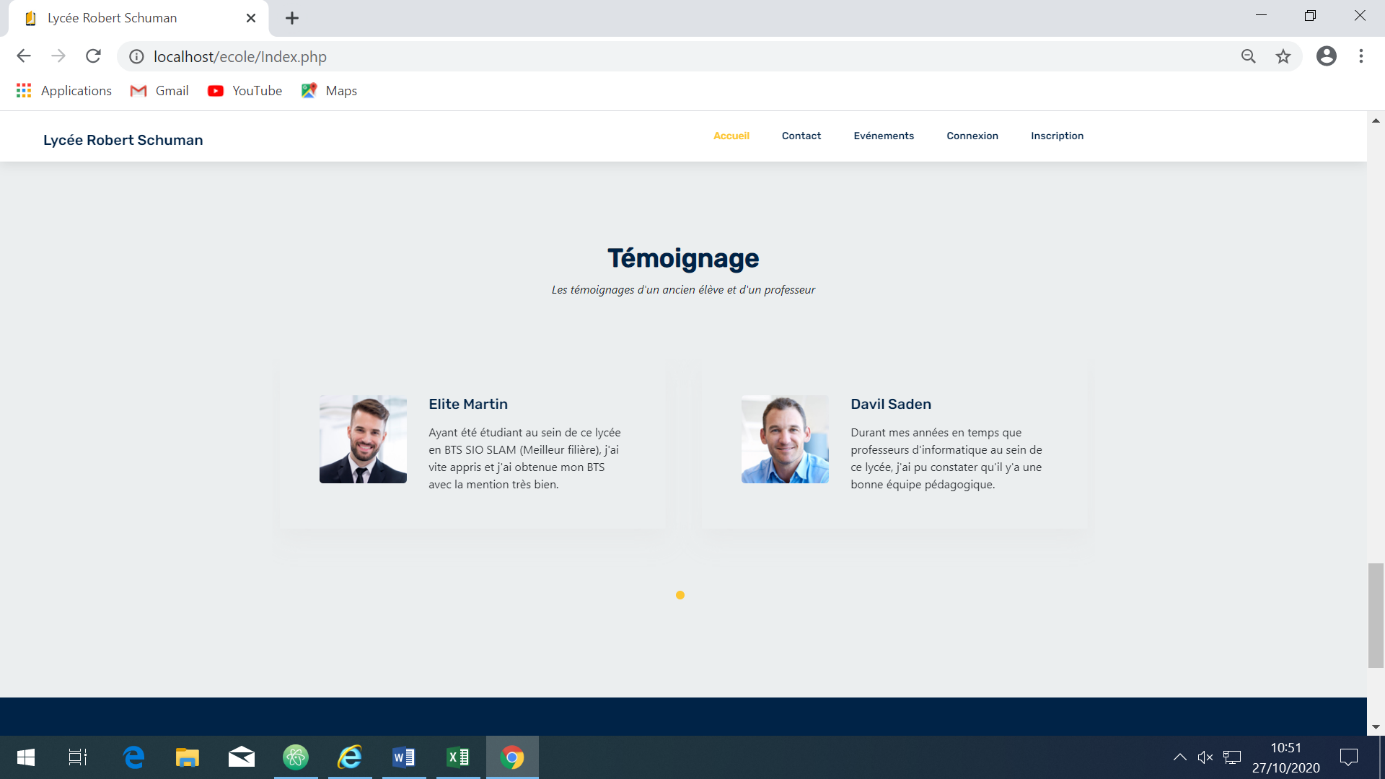 Lycée Robert Schuman
localhost/ecole/Index.php
Applications Gmail YouTube Maps
Lycée Robert Schuman
Accueil Contact Evénements Connexion Inscription
Témoignage
Les témoignages d'un ancien élève et d'un professeur
Elite Martin
Ayant été étudiant au sein de ce lycée
en BTS SIO SLAM (Meilleur filière), j'ai
vite appris et j'ai obtenue mon BTS
avec la mention très bien.
Davil Saden
Durant mes années en temps que
professeurs d'informatique au sein de
ce lycée, j'ai pu constater qu'il y'a une
bonne équipe pédagogique.
10:51
27/10/2020